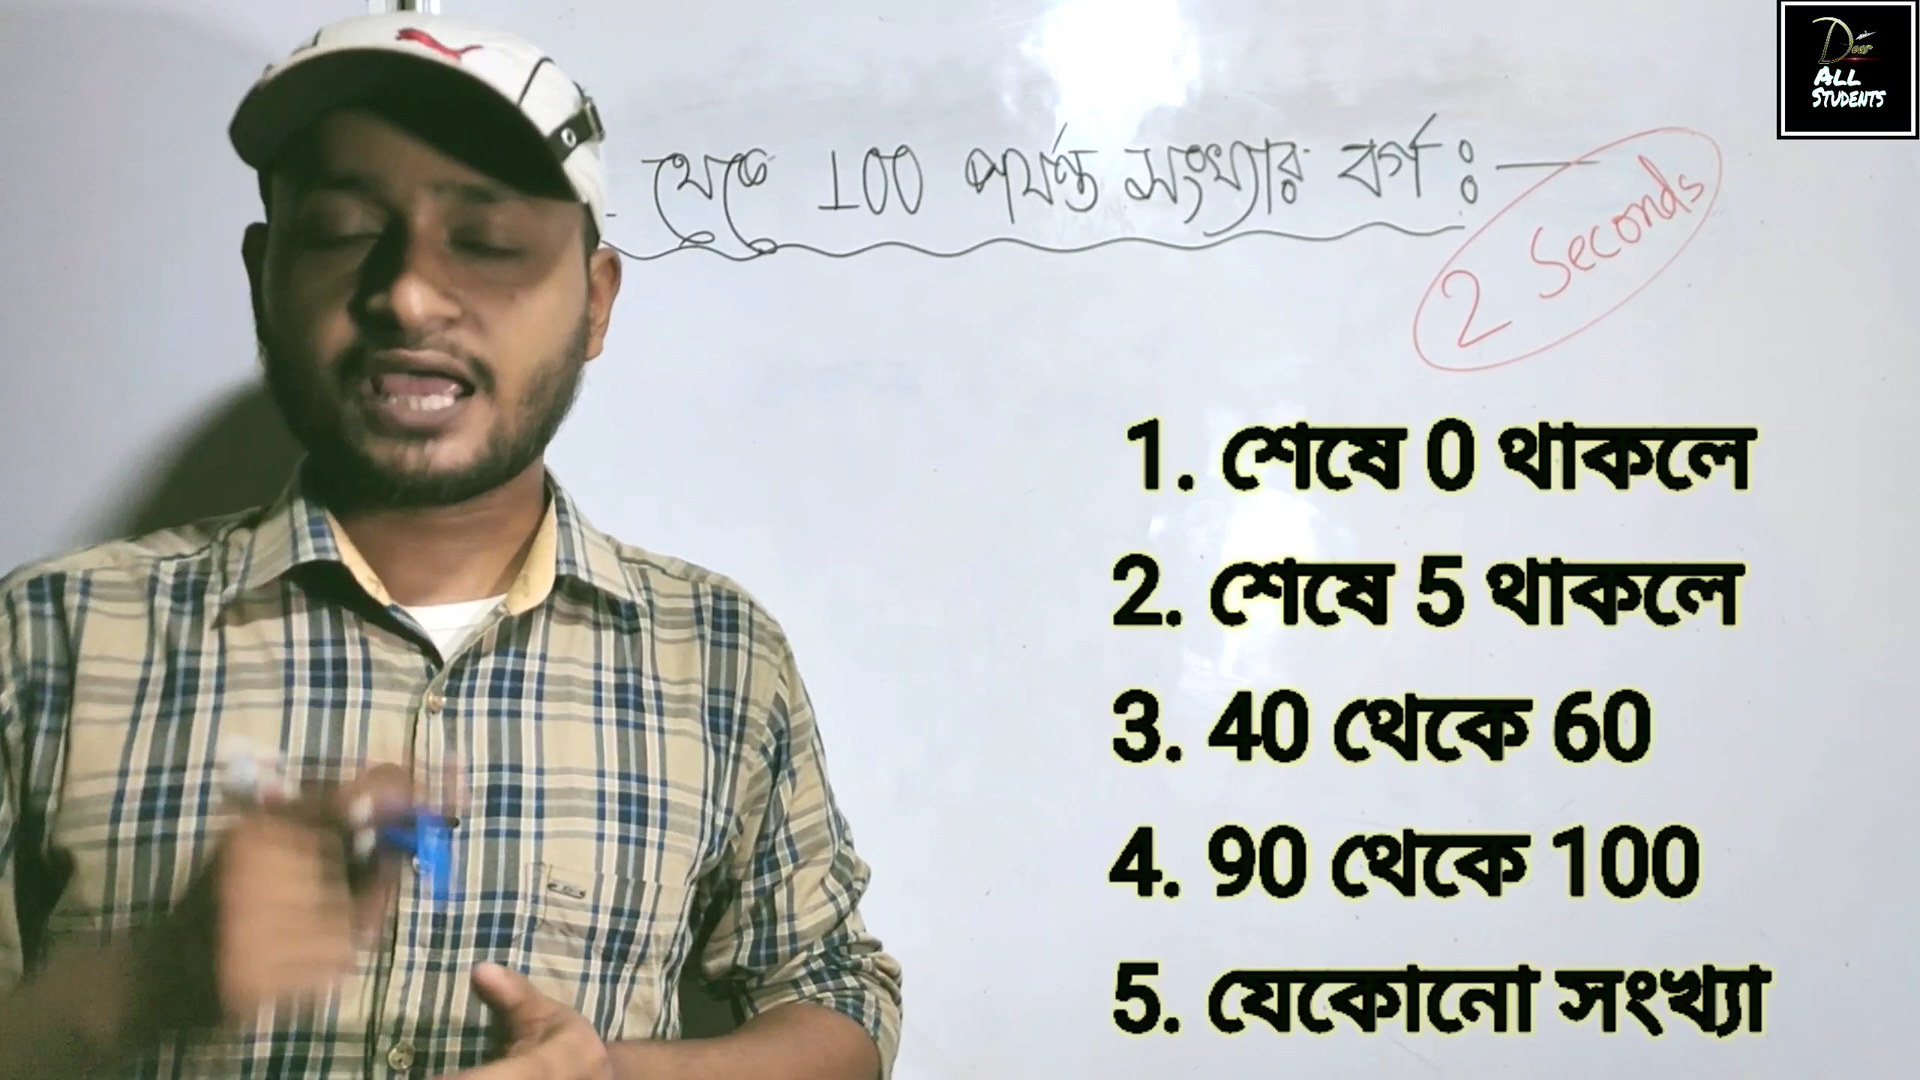 Dear
ALL
STUDENTS
থেকে 100 পর্যন্ত সংখ্যার বর্গ ঃ—
2 Seconds
1. শেষে 0 থাকলে
2. শেষে 5 থাকলে
3. 40 থেকে 60
4. 90 থেকে 100
5. যেকোনো সংখ্যা